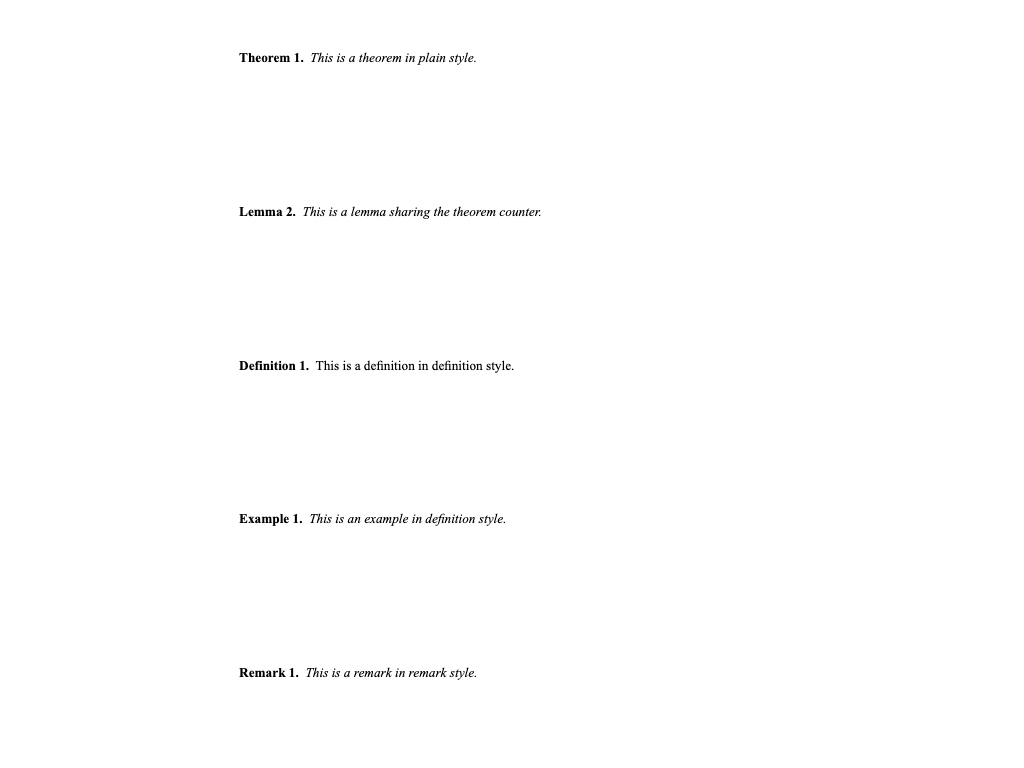 Theorem 1. This is a theorem in plain style.
Lemma 2. This is a lemma sharing the theorem counter.
Definition 1. This is a definition in definition style.
Example 1. This is an example in definition style.
Remark 1. This is a remark in remark style.